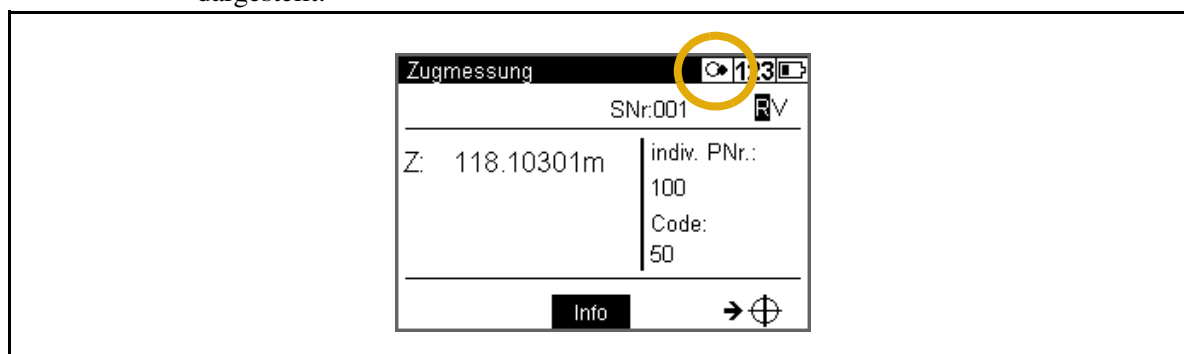 dargestellt.
Zugmessung 123
SNr:001 RV
Z: 118.10301m
indiv. PNr.:
100
Code:
50
Info